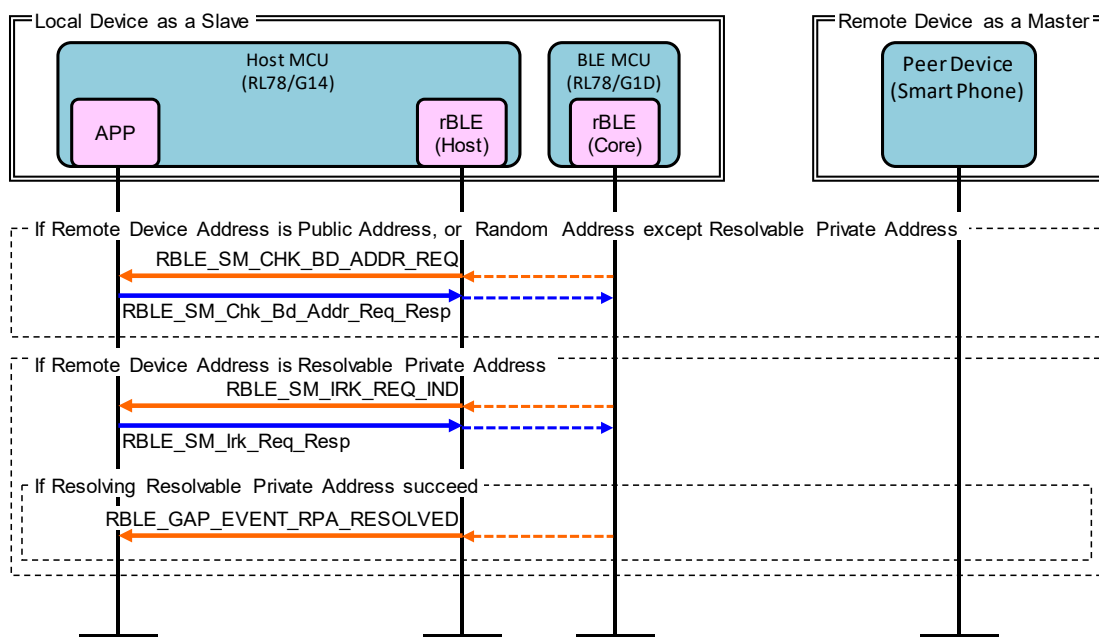 Local Device as a Slave
Remote Device as a Master
Host MCU
(RL78/G14)
BLE MCU
(RL78/G1D)
Peer Device
(Smart Phone)
APP
rBLE
(Host)
rBLE
(Core)
If Remote Device Address is Public Address, or Random Address except Resolvable Private Address
RBLE_SM_CHK_BD_ADDR_REQ
RBLE_SM_Chk_Bd_Addr_Req_Resp
If Remote Device Address is Resolvable Private Address
RBLE_SM_IRK_REQ_IND
RBLE_SM_Irk_Req_Resp
If Resolving Resolvable Private Address succeed
RBLE_GAP_EVENT_RPA_RESOLVED